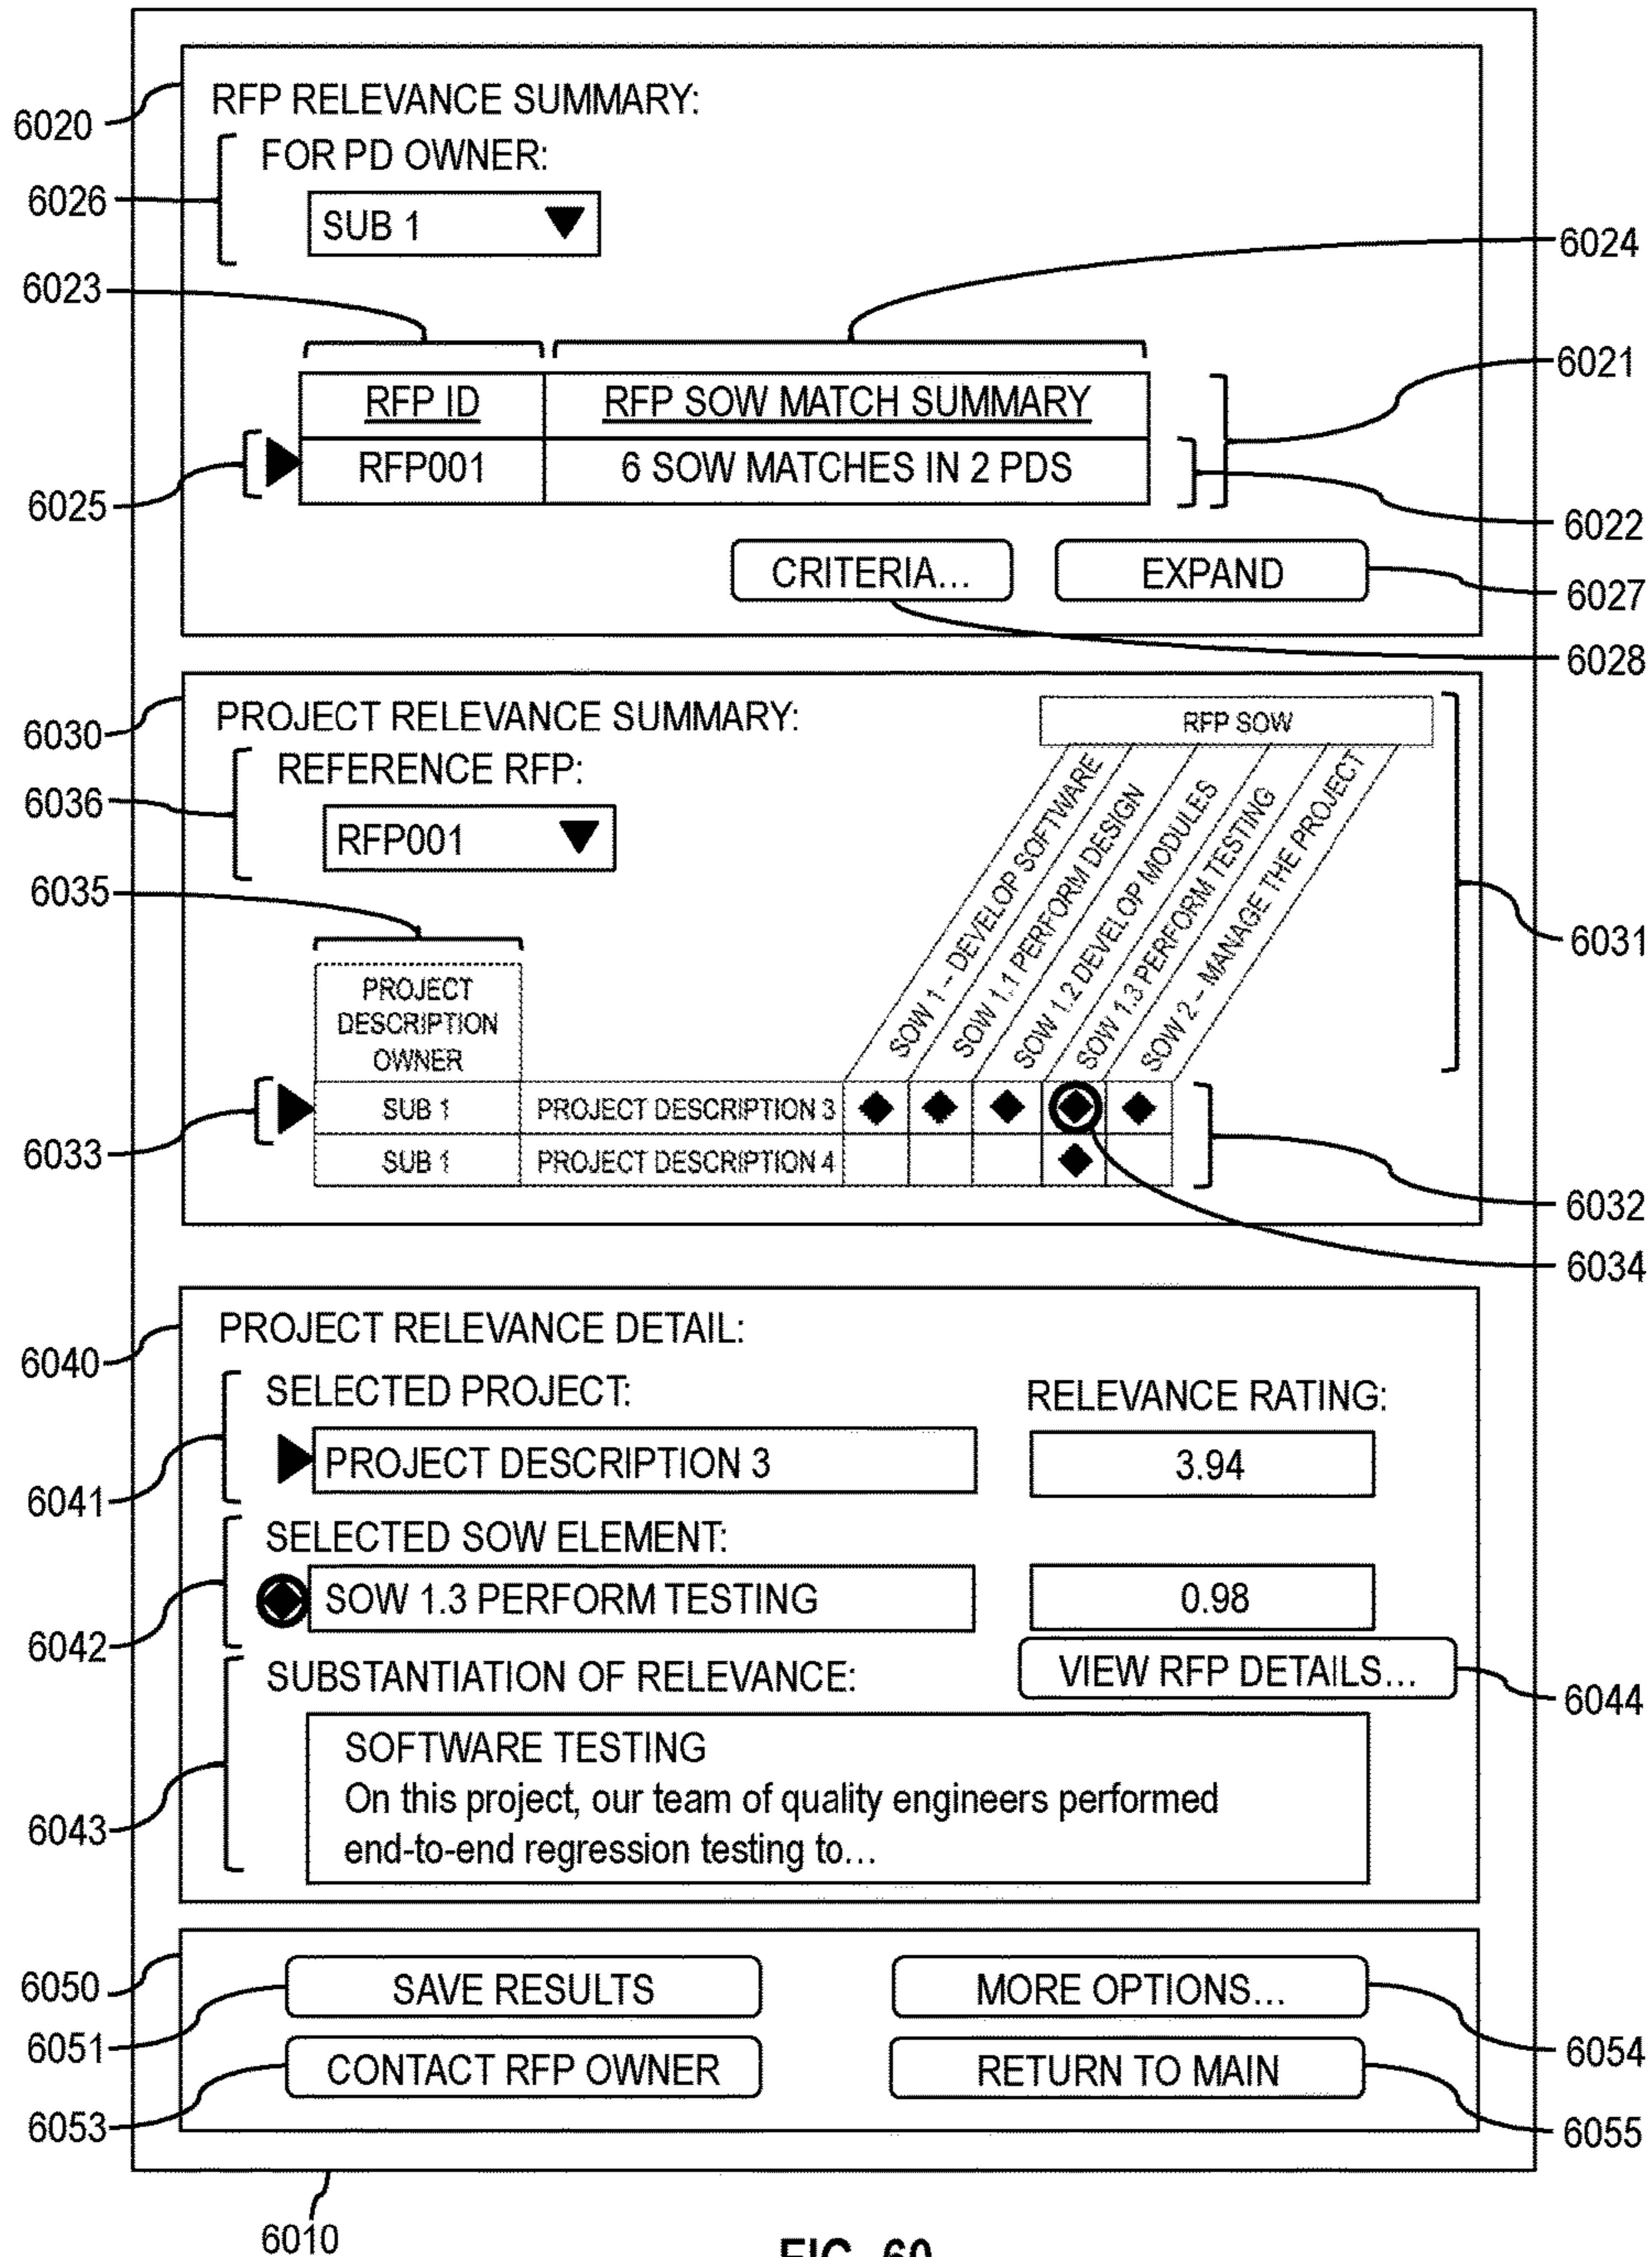 6020
RFP RELEVANCE SUMMARY:
6026
FOR PD OWNER:
SUB 1
6024
6023
6021
RFP ID RFP SOW MATCH SUMMARY
RFP001 6 SOW MATCHES IN 2 PDS
6025
6022
CRITERIA... EXPAND
6027
6028
6030
PROJECT RELEVANCE SUMMARY:
RFP SOW
6036
REFERENCE RFP:
RFP001
SOW 1 – DEVELOP SOFTWARE
SOW 1.1 PERFORM DESIGN
SOW 1.2 DEVELOP MODULES
SOW 1.3 PERFORM TESTING
SOW 2 – MANAGE THE PROJECT
6035
6031
PROJECT
DESCRIPTION
OWNER
SUB 1 PROJECT DESCRIPTION 3
SUB 1 PROJECT DESCRIPTION 4
6033
6032
6034
6040
PROJECT RELEVANCE DETAIL:
SELECTED PROJECT: RELEVANCE RATING:
PROJECT DESCRIPTION 3 3.94
6041
SELECTED SOW ELEMENT:
SOW 1.3 PERFORM TESTING 0.98
6042
SUBSTANTIATION OF RELEVANCE: VIEW RFP DETAILS...
6044
SOFTWARE TESTING
On this project, our team of quality engineers performed
end-to-end regression testing to...
6043
6050
SAVE RESULTS MORE OPTIONS...
6051
6054
CONTACT RFP OWNER RETURN TO MAIN
6053
6055
6010
FIG. 60